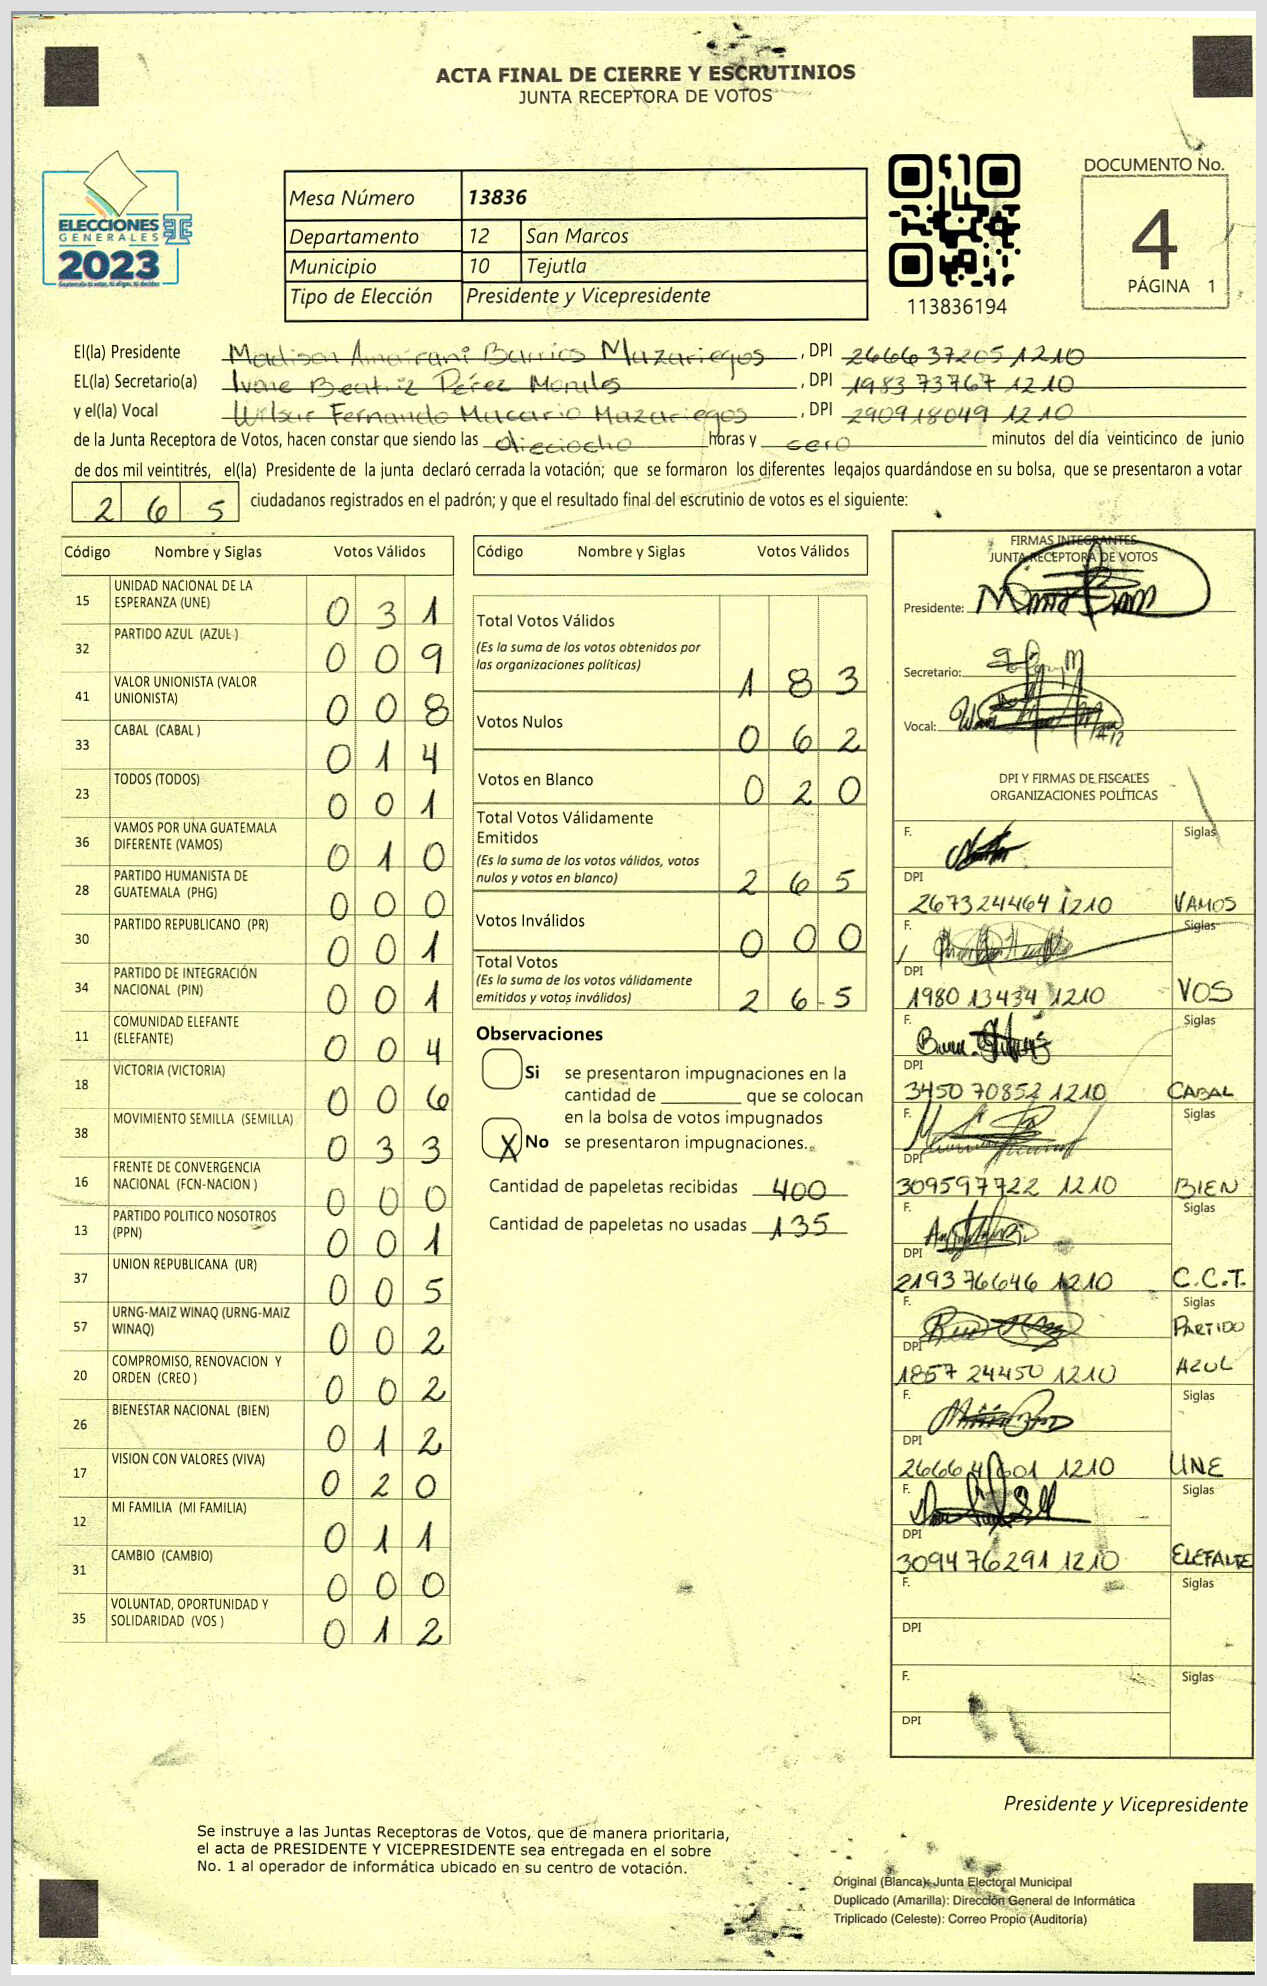 ACTA FINAL DE CIERRE Y ESCRUTINIOS
JUNTA RECEPTORA DE VOTOS
ELECCIONES
GENERALES
2023
Mesa Número 13836
Departamento 12 San Marcos
Municipio 10 Tejutla
Tipo de Elección Presidente y Vicepresidente
113836194
DOCUMENTO No.
4
PÁGINA 1
El(la) Presidente Madison Amairani Barrios Mazariegos, DPI 2666 37205 1210
EL(la) Secretario(a) Ivone Beatriz Pérez Morales, DPI 1983 73767 1210
y el(la) Vocal Wilsur Fernando Macario Mazariegos, DPI 2909 18049 1210
de la Junta Receptora de Votos, hacen constar que siendo las dieciocho horas y cero minutos del día veinticinco de junio
de dos mil veintitrés, el(la) Presidente de la junta declaró cerrada la votación; que se formaron los diferentes legajos quardándose en su bolsa, que se presentaron a votar
2 6 5 ciudadanos registrados en el padrón; y que el resultado final del escrutinio de votos es el siguiente:
Código Nombre y Siglas Votos Válidos
15 UNIDAD NACIONAL DE LA ESPERANZA (UNE) 0 3 1
32 PARTIDO AZUL (AZUL ) 0 0 9
41 VALOR UNIONISTA (VALOR UNIONISTA) 0 0 8
33 CABAL (CABAL ) 0 1 4
23 TODOS (TODOS) 0 0 1
36 VAMOS POR UNA GUATEMALA DIFERENTE (VAMOS) 0 1 0
28 PARTIDO HUMANISTA DE GUATEMALA (PHG) 0 0 0
30 PARTIDO REPUBLICANO (PR) 0 0 1
34 PARTIDO DE INTEGRACIÓN NACIONAL (PIN) 0 0 1
11 COMUNIDAD ELEFANTE (ELEFANTE) 0 0 4
18 VICTORIA (VICTORIA) 0 0 6
38 MOVIMIENTO SEMILLA (SEMILLA) 0 3 3
16 FRENTE DE CONVERGENCIA NACIONAL (FCN-NACION ) 0 0 0
13 PARTIDO POLITICO NOSOTROS (PPN) 0 0 1
37 UNION REPUBLICANA (UR) 0 0 5
57 URNG-MAIZ WINAQ (URNG-MAIZ WINAQ) 0 0 2
20 COMPROMISO, RENOVACION Y ORDEN (CREO ) 0 0 2
26 BIENESTAR NACIONAL (BIEN) 0 1 2
17 VISION CON VALORES (VIVA) 0 2 0
12 MI FAMILIA (MI FAMILIA) 0 1 1
31 CAMBIO (CAMBIO) 0 0 0
35 VOLUNTAD, OPORTUNIDAD Y SOLIDARIDAD (VOS ) 0 1 2
Código Nombre y Siglas Votos Válidos
Total Votos Válidos
(Es la suma de los votos obtenidos por
las organizaciones políticas) 1 8 3
Votos Nulos 0 6 2
Votos en Blanco 0 2 0
Total Votos Válidamente
Emitidos
(Es la suma de los votos válidos, votos
nulos y votos en blanco) 2 6 5
Votos Inválidos 0 0 0
Total Votos
(Es la suma de los votos válidamente
emitidos y votos inválidos) 2 6 5
Observaciones
Si se presentaron impugnaciones en la
cantidad de ________ que se colocan
en la bolsa de votos impugnados
X No se presentaron impugnaciones.
Cantidad de papeletas recibidas 400
Cantidad de papeletas no usadas 135
FIRMAS INTEGRANTES
JUNTA RECEPTORA DE VOTOS
Presidente:
Secretario:
Vocal:
DPI Y FIRMAS DE FISCALES
ORGANIZACIONES POLÍTICAS
F. Siglas
DPI
2673 24464 1210 VAMOS
F. Siglas
DPI
1980 13434 1210 VOS
F. Siglas
DPI
3450 70852 1210 CABAL
F. Siglas
DPI
3095 97722 1210 BIEN
F. Siglas
DPI
2193 76646 1210 C.C.T.
F. Siglas
PARTIDO
DPI
1857 24450 1210 AZUL
F. Siglas
DPI
1210 UNE
F. Siglas
DPI
3094 76291 1210 ELEFALTE
F. Siglas
DPI
F. Siglas
DPI
Presidente y Vicepresidente
Se instruye a las Juntas Receptoras de Votos, que de manera prioritaria,
el acta de PRESIDENTE Y VICEPRESIDENTE sea entregada en el sobre
No. 1 al operador de informática ubicado en su centro de votación.
Original (Blanca): Junta Electoral Municipal
Duplicado (Amarilla): Dirección General de Informática
Triplicado (Celeste): Correo Propio (Auditoría)